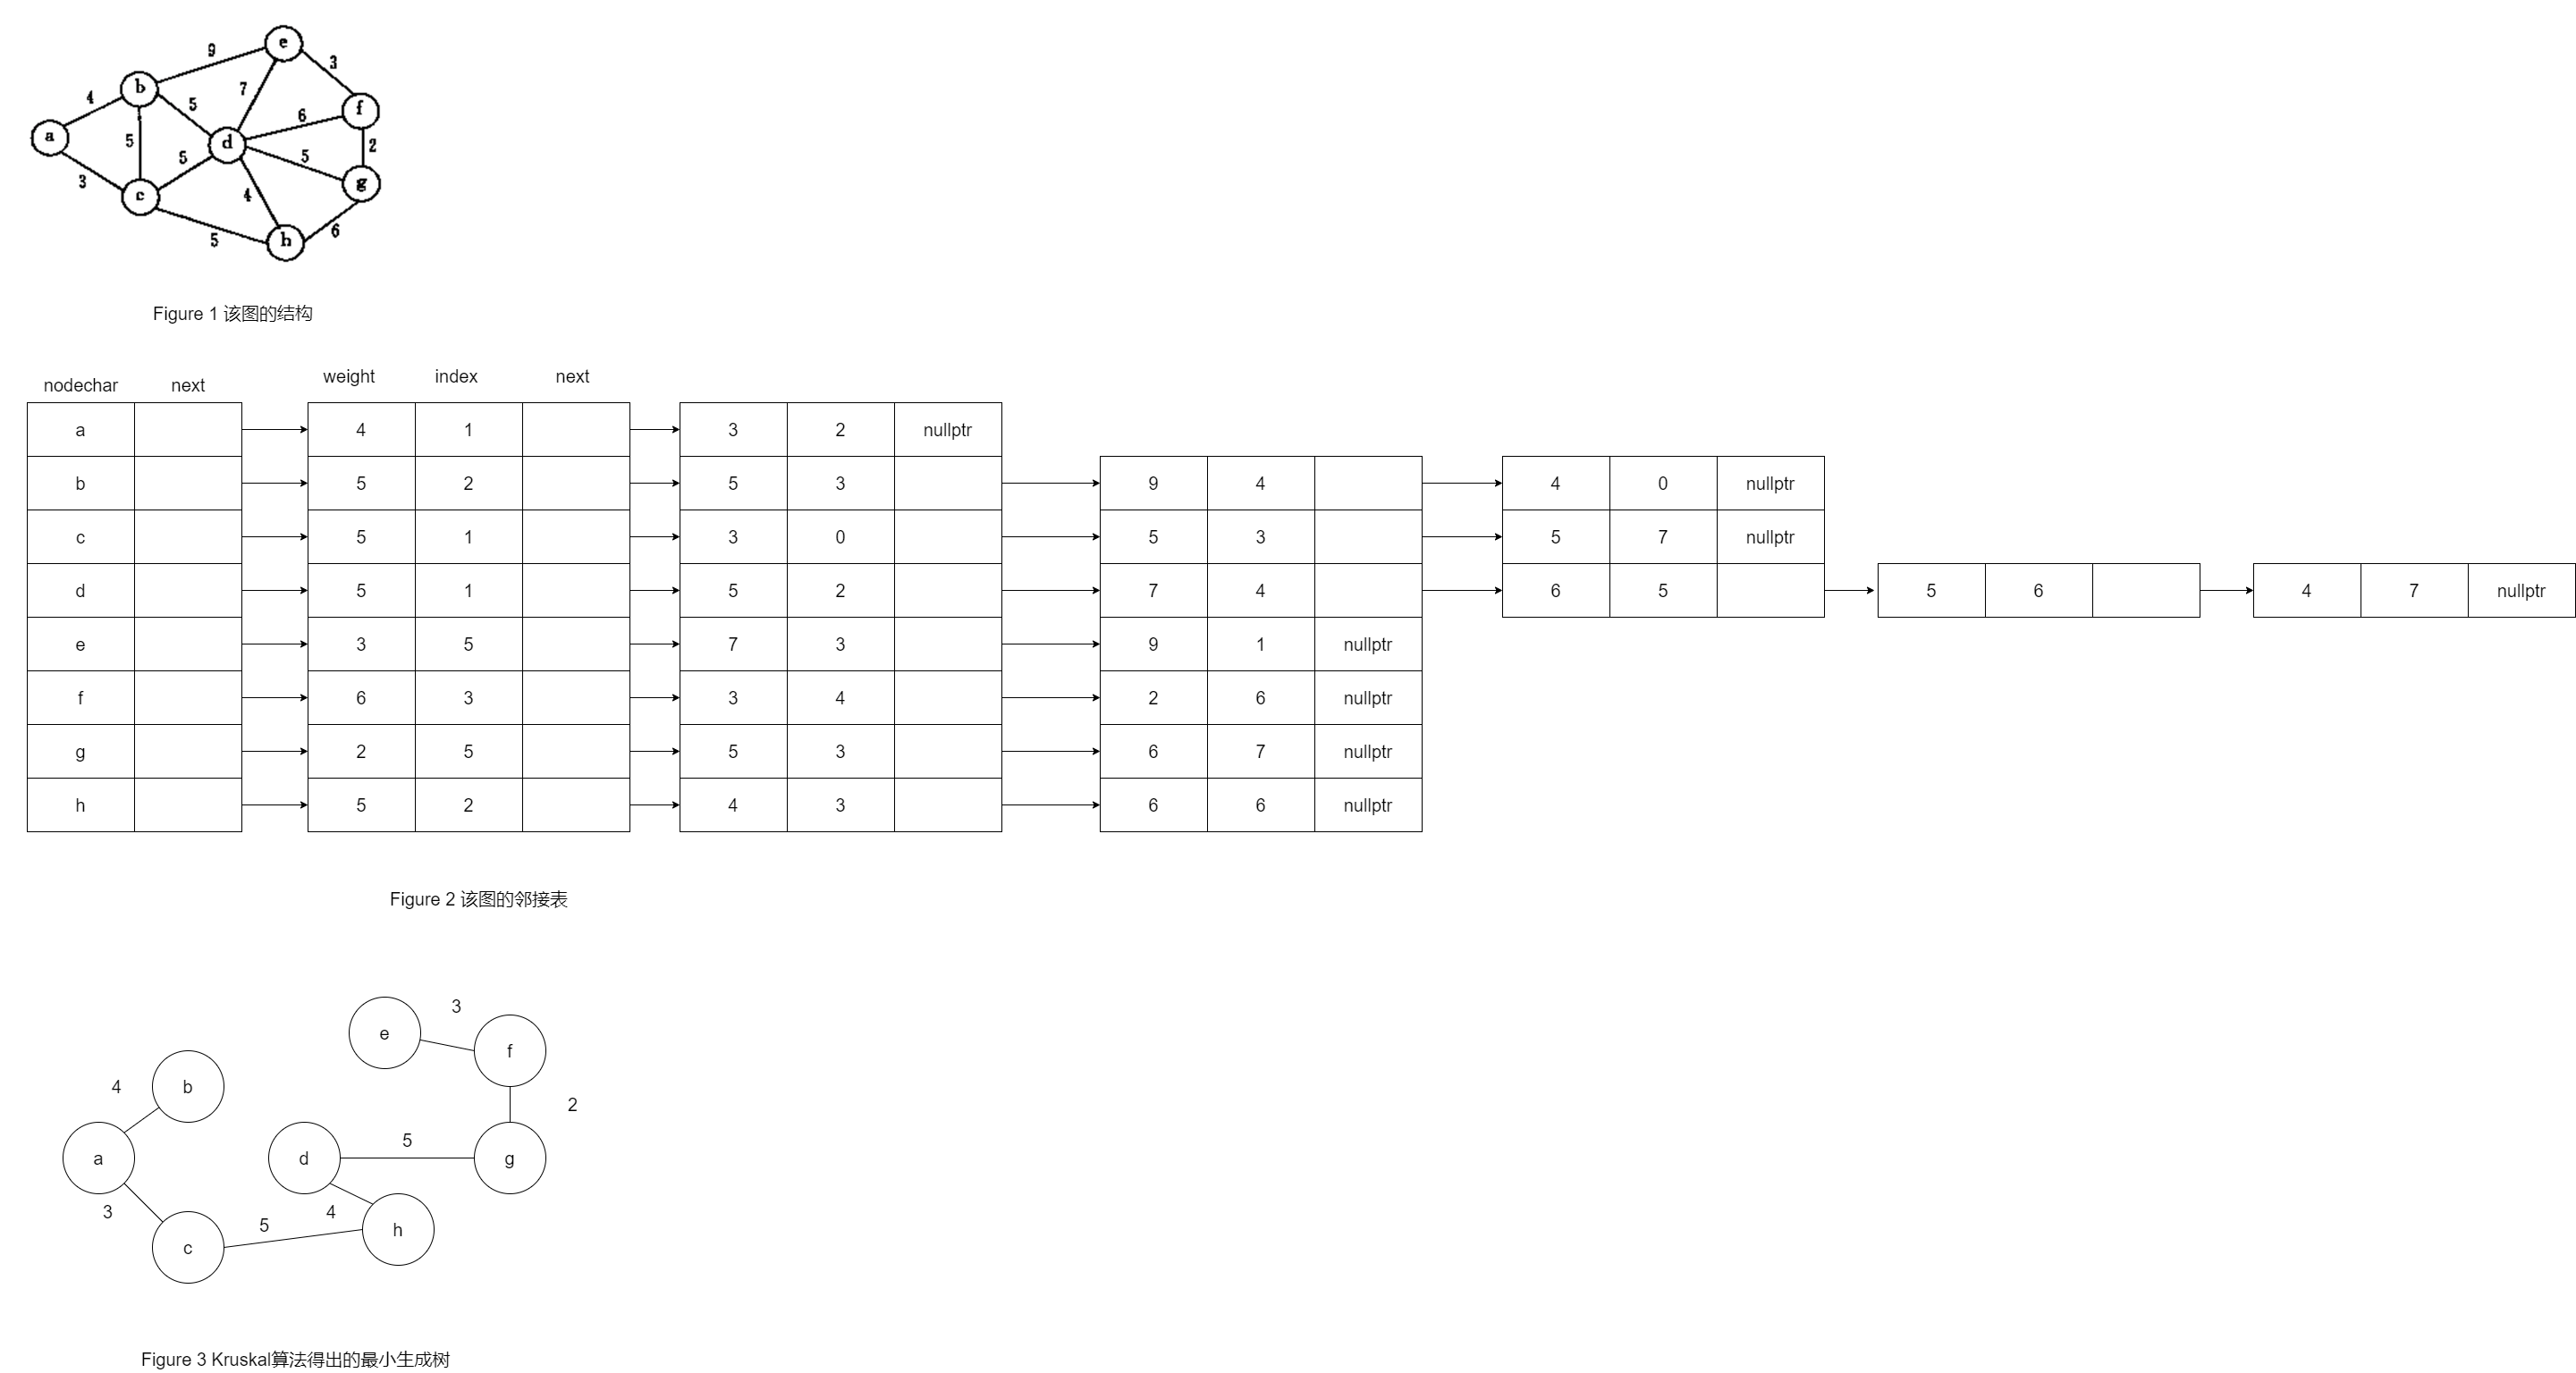 e
9
3
b
7
4
5
f
6
a
5
d
2
5
5
3
c
4
g
5
h
6
Figure 1 该图的结构
nodechar next weight index next
a 4 1 3 2 nullptr
b 5 2 5 3 9 4 4 0 nullptr
c 5 1 3 0 5 3 5 7 nullptr
d 5 1 5 2 7 4 6 5 5 6 4 7 nullptr
e 3 5 7 3 9 1 nullptr
f 6 3 3 4 2 6 nullptr
g 2 5 5 3 6 7 nullptr
h 5 2 4 3 6 6 nullptr
Figure 2 该图的邻接表
3
e
f
4
b
2
5
a
d
g
3
4
5
h
c
Figure 3 Kruskal算法得出的最小生成树